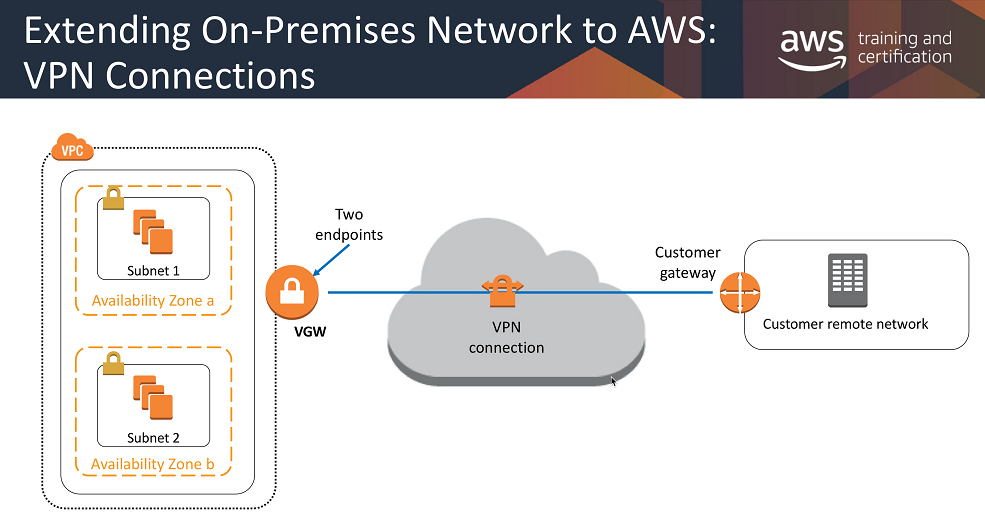 Extending On-Premises Network to AWS:
VPN Connections
aws training and
certification
VPC
Subnet 1
Availability Zone a
Subnet 2
Availability Zone b
Two
endpoints
VGW
VPN
connection
Customer
gateway
Customer remote network